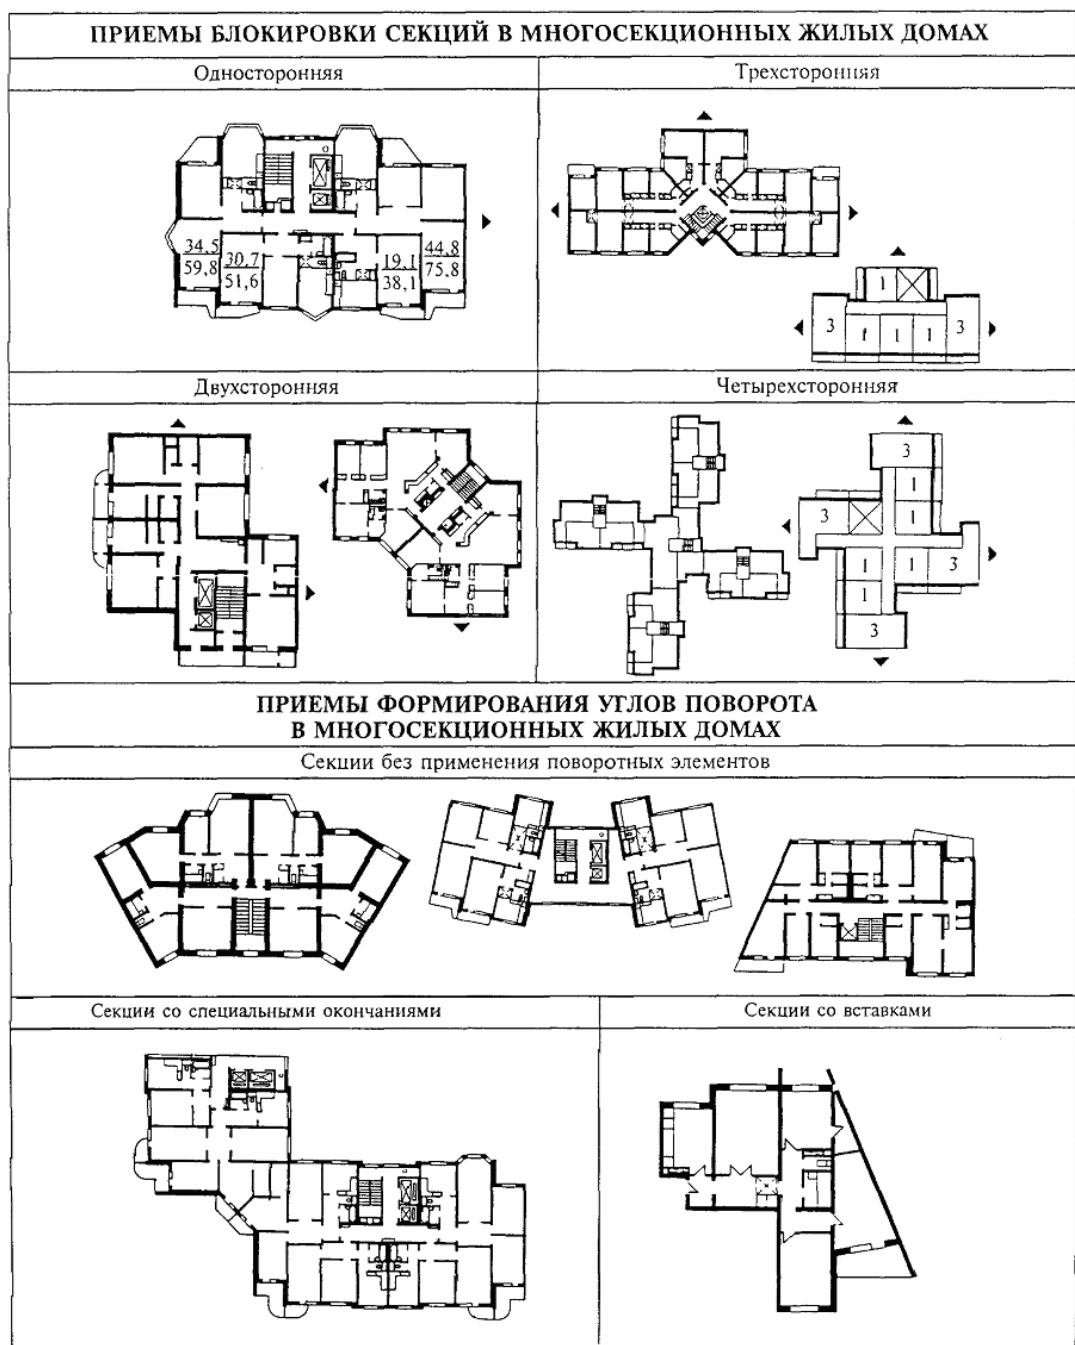 ПРИЕМЫ БЛОКИРОВКИ СЕКЦИЙ В МНОГОСЕКЦИОННЫХ ЖИЛЫХ ДОМАХ
Односторонняя
Трехсторонняя
34,5
59,8
30,7
51,6
19,1
38,1
44,8
75,8
1
3
1
1
1
3
Двухсторонняя
Четырехсторонняя
3
1
3
1
1
1
3
1
3
ПРИЕМЫ ФОРМИРОВАНИЯ УГЛОВ ПОВОРОТА
В МНОГОСЕКЦИОННЫХ ЖИЛЫХ ДОМАХ
Секции без применения поворотных элементов
Секции со специальными окончаниями
Секции со вставками